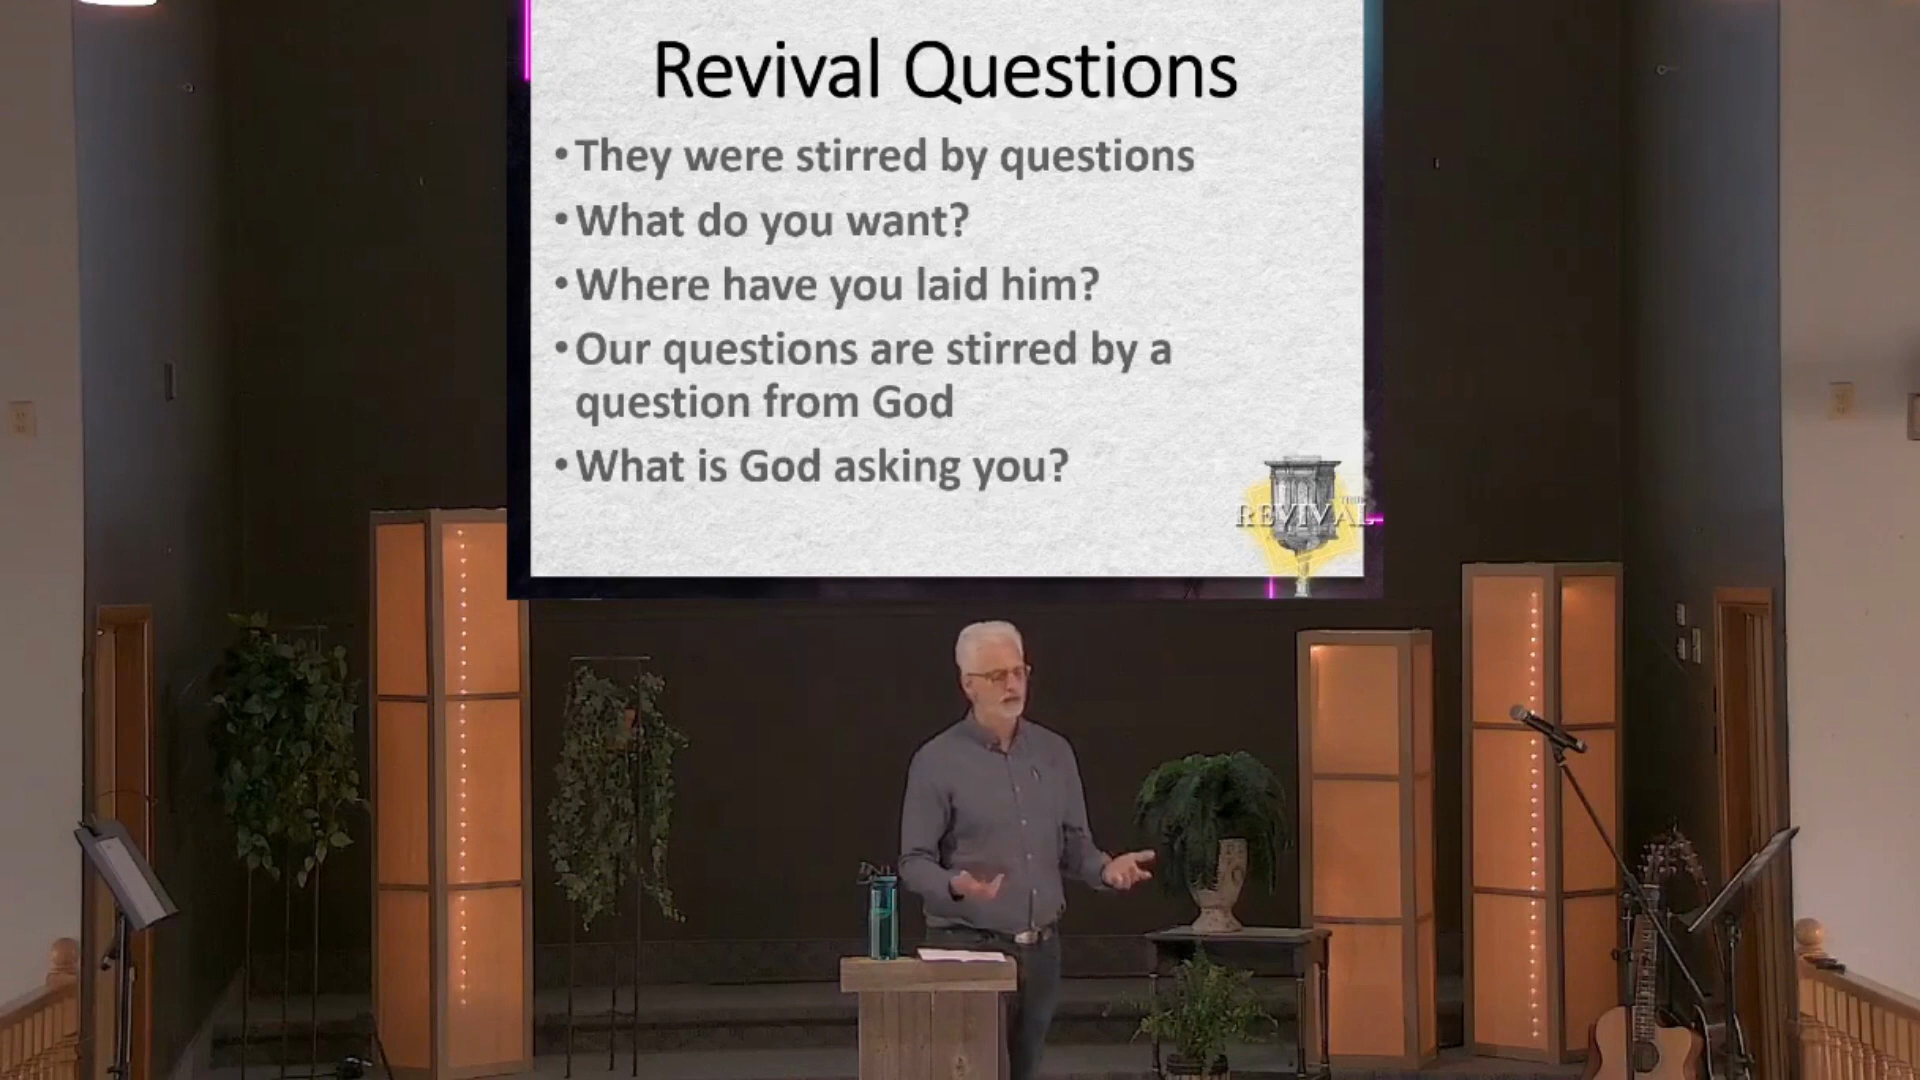 Revival Questions
• They were stirred by questions
• What do you want?
• Where have you laid him?
• Our questions are stirred by a
question from God
• What is God asking you?
THE
REVIVAL